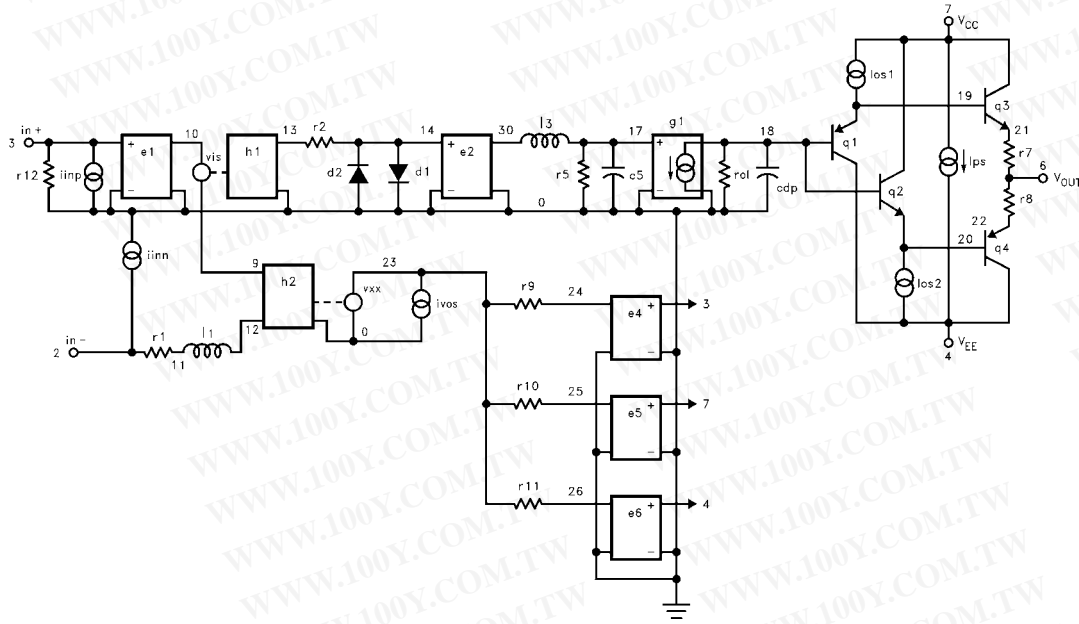 7
VCC
Ios1
19
q3
in+
3
r12
iinp
+
e1
−
10
vis
h1
13
r2
d2
d1
14
+
e2
−
30
l3
r5
c5
17
+
g1
−
18
rol
cdp
q1
q2
Ips
21
r7
6
VOUT
r8
22
q4
20
Ios2
VEE
4
0
iinn
9
h2
12
23
vxx
ivos
0
in−
2
r1
11
l1
r9
24
e4
+
−
3
r10
25
e5
+
−
7
r11
26
e6
+
−
4
WWW.100Y.COM.TW